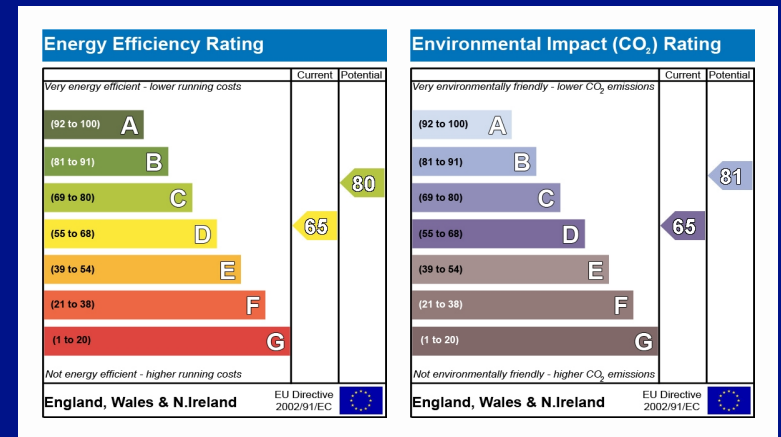 Energy Efficiency Rating
Current Potential
Very energy efficient - lower running costs
(92 to 100) A
(81 to 91) B
80
(69 to 80) C
(55 to 68) D
65
(39 to 54) E
(21 to 38) F
(1 to 20) G
Not energy efficient - higher running costs
England, Wales & N.Ireland
EU Directive
2002/91/EC
Environmental Impact (CO₂) Rating
Current Potential
Very environmentally friendly - lower CO₂ emissions
(92 to 100) A
(81 to 91) B
81
(69 to 80) C
(55 to 68) D
65
(39 to 54) E
(21 to 38) F
(1 to 20) G
Not environmentally friendly - higher CO₂ emissions
England, Wales & N.Ireland
EU Directive
2002/91/EC